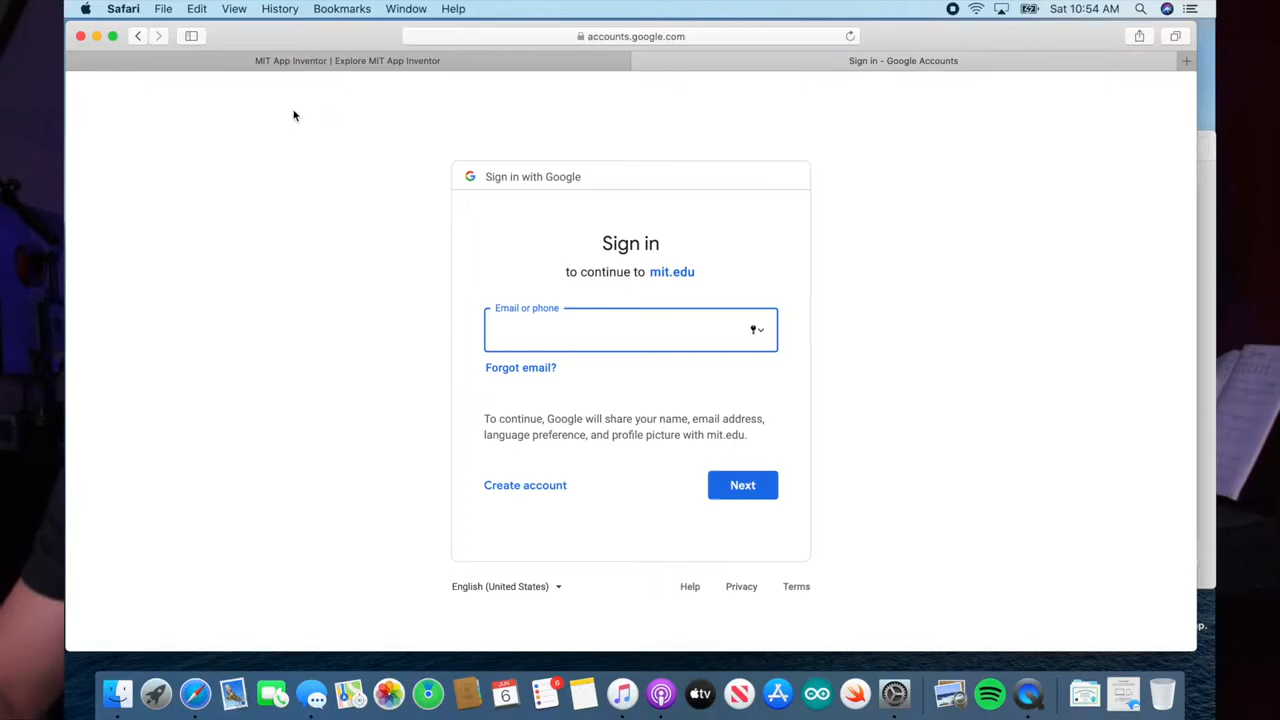 Safari File Edit View History Bookmarks Window Help Sat 10:54 AM
accounts.google.com
MIT App Inventor | Explore MIT App Inventor Sign in - Google Accounts
Sign in with Google
Sign in
to continue to mit.edu
Email or phone
Forgot email?
To continue, Google will share your name, email address,
language preference, and profile picture with mit.edu.
Create account Next
English (United States) Help Privacy Terms
p.
6
6
tv